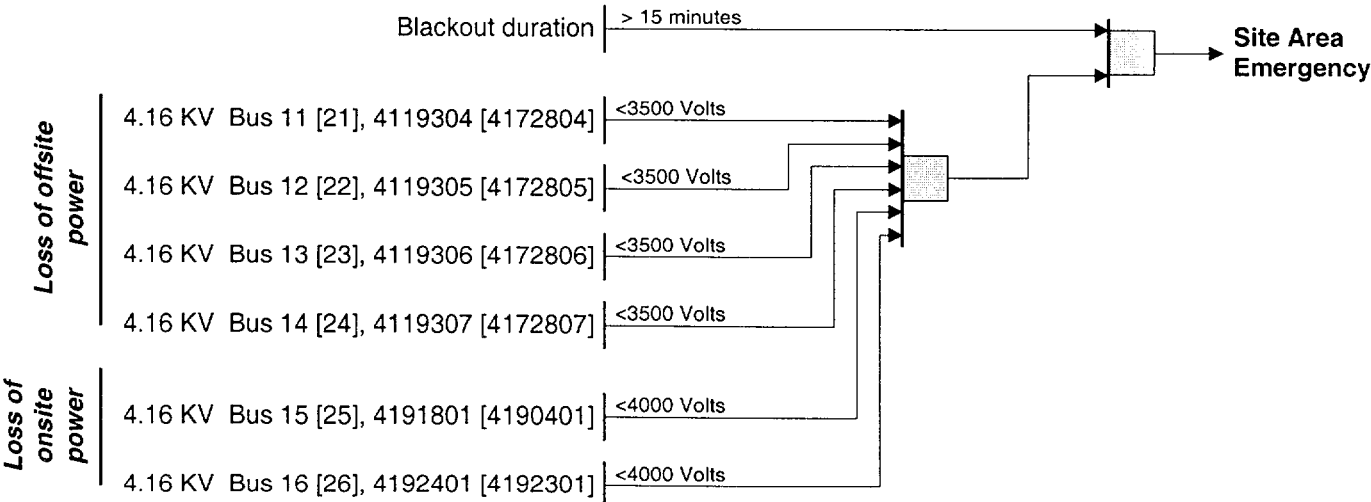 Blackout duration
> 15 minutes
Site Area
Emergency
Loss of offsite
power
4.16 KV Bus 11 [21], 4119304 [4172804]
<3500 Volts
4.16 KV Bus 12 [22], 4119305 [4172805]
<3500 Volts
4.16 KV Bus 13 [23], 4119306 [4172806]
<3500 Volts
4.16 KV Bus 14 [24], 4119307 [4172807]
<3500 Volts
Loss of
onsite
power
4.16 KV Bus 15 [25], 4191801 [4190401]
<4000 Volts
4.16 KV Bus 16 [26], 4192401 [4192301]
<4000 Volts